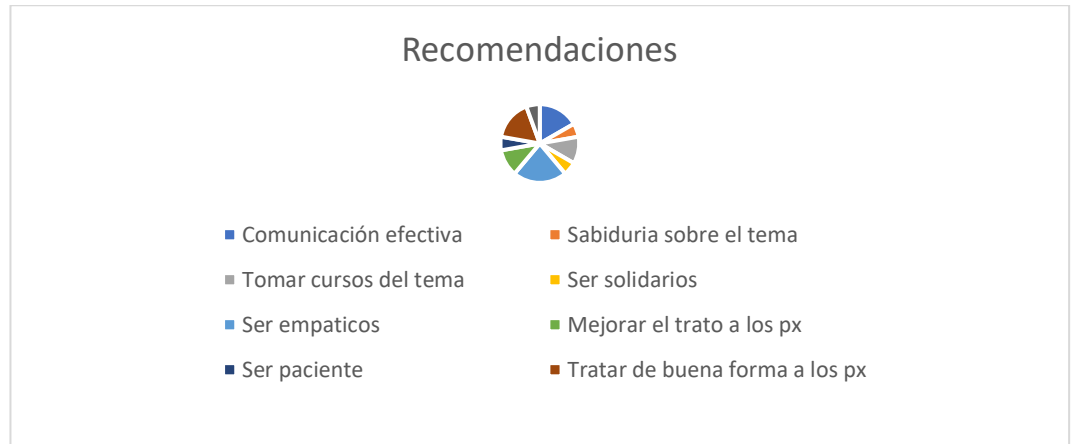 Recomendaciones
Comunicación efectiva
Sabiduria sobre el tema
Tomar cursos del tema
Ser solidarios
Ser empaticos
Mejorar el trato a los px
Ser paciente
Tratar de buena forma a los px